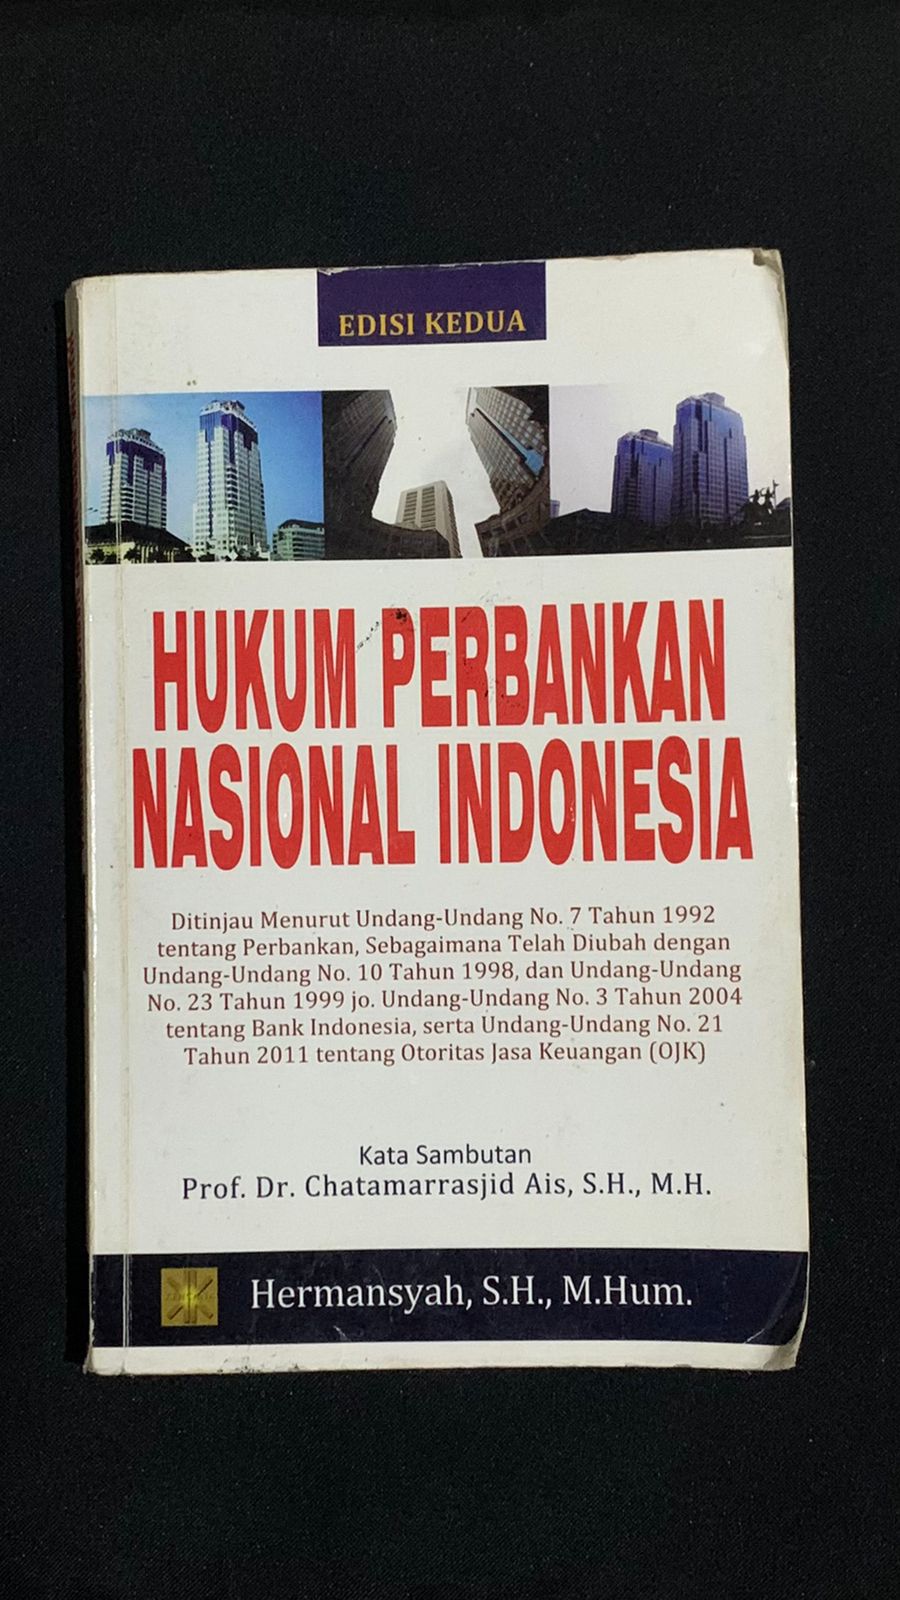 EDISI KEDUA
HUKUM PERBANKAN
NASIONAL INDONESIA
Ditinjau Menurut Undang-Undang No. 7 Tahun 1992
tentang Perbankan, Sebagaimana Telah Diubah dengan
Undang-Undang No. 10 Tahun 1998, dan Undang-Undang
No. 23 Tahun 1999 jo. Undang-Undang No. 3 Tahun 2004
tentang Bank Indonesia, serta Undang-Undang No. 21
Tahun 2011 tentang Otoritas Jasa Keuangan (OJK)
Kata Sambutan
Prof. Dr. Chatamarrasjid Ais, S.H., M.H.
Hermansyah, S.H., M.Hum.